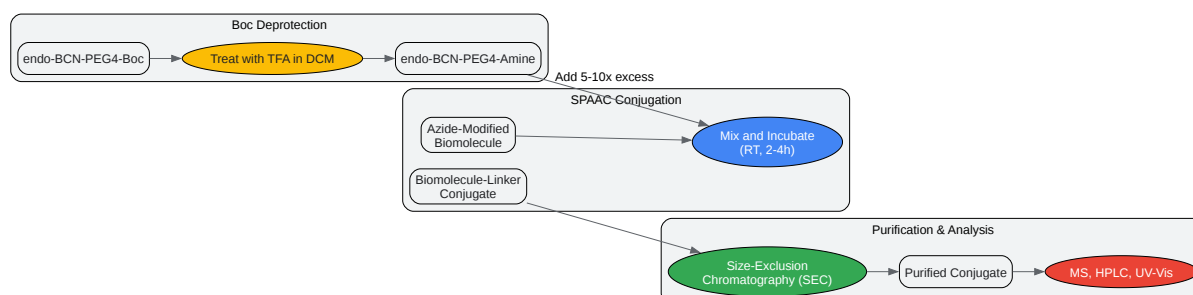 Boc Deprotection
endo-BCN-PEG4-Boc
Treat with TFA in DCM
endo-BCN-PEG4-Amine
Add 5-10x excess
SPAAC Conjugation
Azide-Modified
Biomolecule
Mix and Incubate
(RT, 2-4h)
Biomolecule-Linker
Conjugate
Purification & Analysis
Size-Exclusion
Chromatography (SEC)
Purified Conjugate
MS, HPLC, UV-Vis